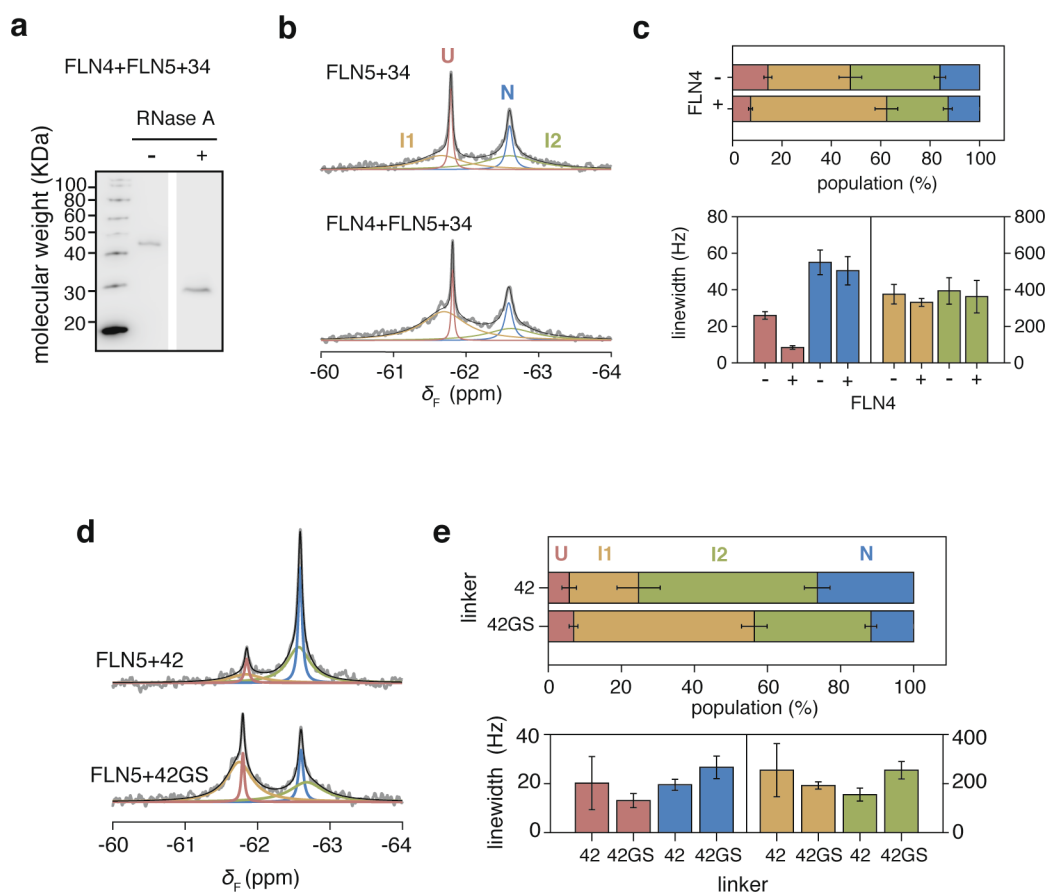 a
FLN4+FLN5+34
RNase A
- +
molecular weight (KDa)
100
80
60
50
40
30
20
b
U
FLN5+34
N
I1
I2
FLN4+FLN5+34
-60 -61 -62 -63 -64
δF (ppm)
c
FLN4
-
+
0 20 40 60 80 100
population (%)
linewidth (Hz)
80
60
40
20
0
800
600
400
200
0
- + - + - + - +
FLN4
d
FLN5+42
FLN5+42GS
-60 -61 -62 -63 -64
δF (ppm)
e
U I1 I2 N
linker
42
42GS
0 20 40 60 80 100
population (%)
linewidth (Hz)
40
20
0
400
200
0
42 42GS 42 42GS 42 42GS 42 42GS
linker